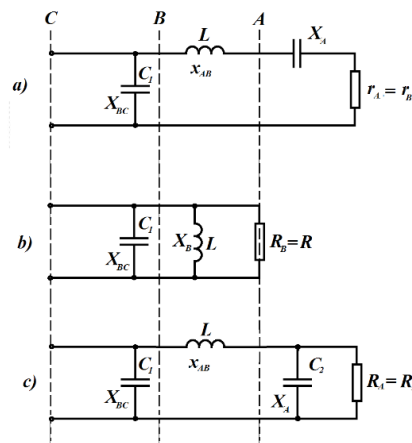 C B A
L X_A
a) C_1 x_AB r_A = r_B
X_BC
b) C_1 X_B L R_B = R
X_BC
L
c) C_1 x_AB C_2 R_A = R
X_BC X_A